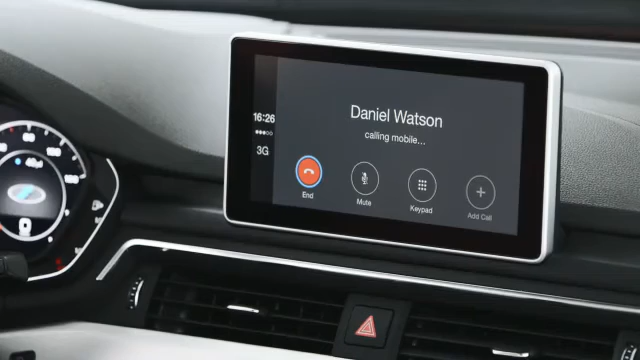 Daniel Watson
calling mobile...
16:26
3G
End
Mute
Keypad
Add Call